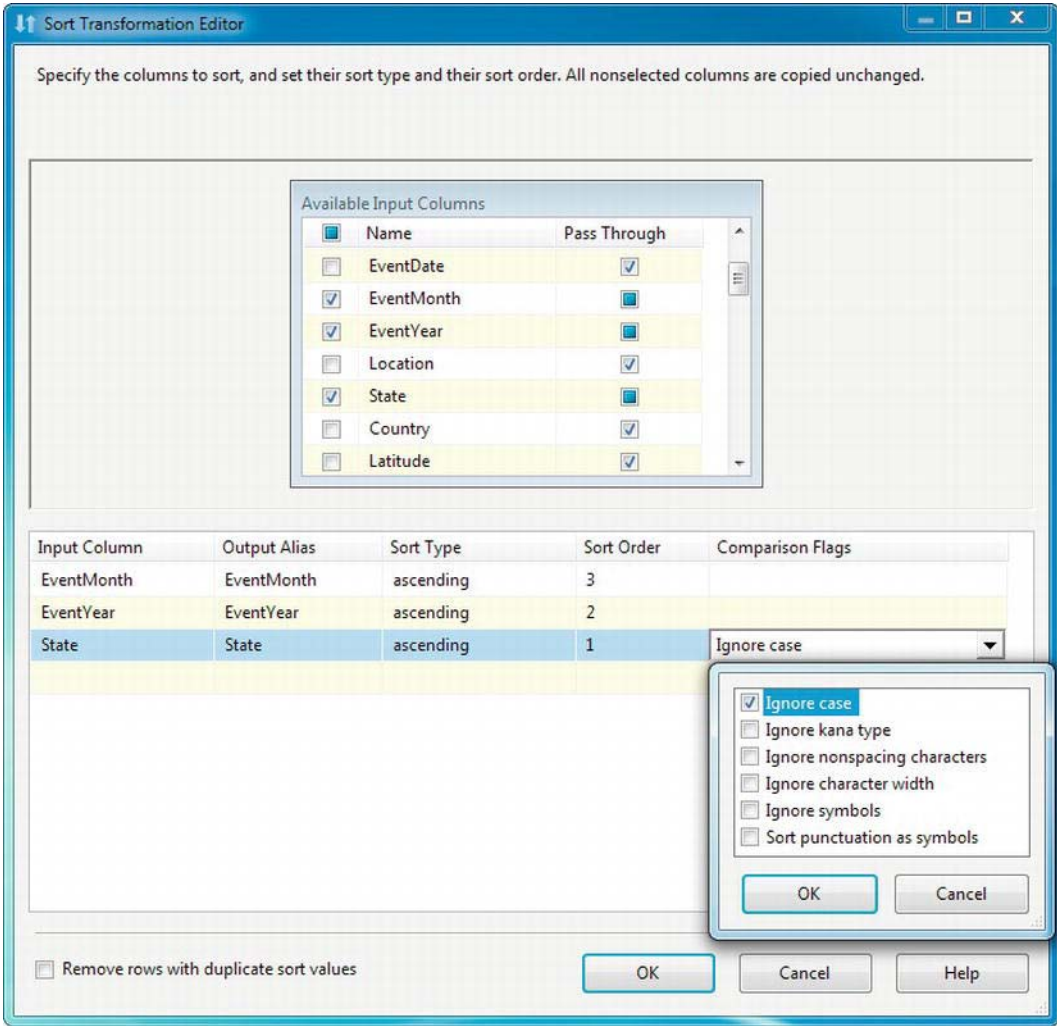 Sort Transformation Editor
Specify the columns to sort, and set their sort type and their sort order. All nonselected columns are copied unchanged.
Available Input Columns
Name Pass Through
EventDate
EventMonth
EventYear
Location
State
Country
Latitude
Input Column Output Alias Sort Type Sort Order Comparison Flags
EventMonth EventMonth ascending 3
EventYear EventYear ascending 2
State State ascending 1 Ignore case
Ignore case
Ignore kana type
Ignore nonspacing characters
Ignore character width
Ignore symbols
Sort punctuation as symbols
OK Cancel
Remove rows with duplicate sort values OK Cancel Help